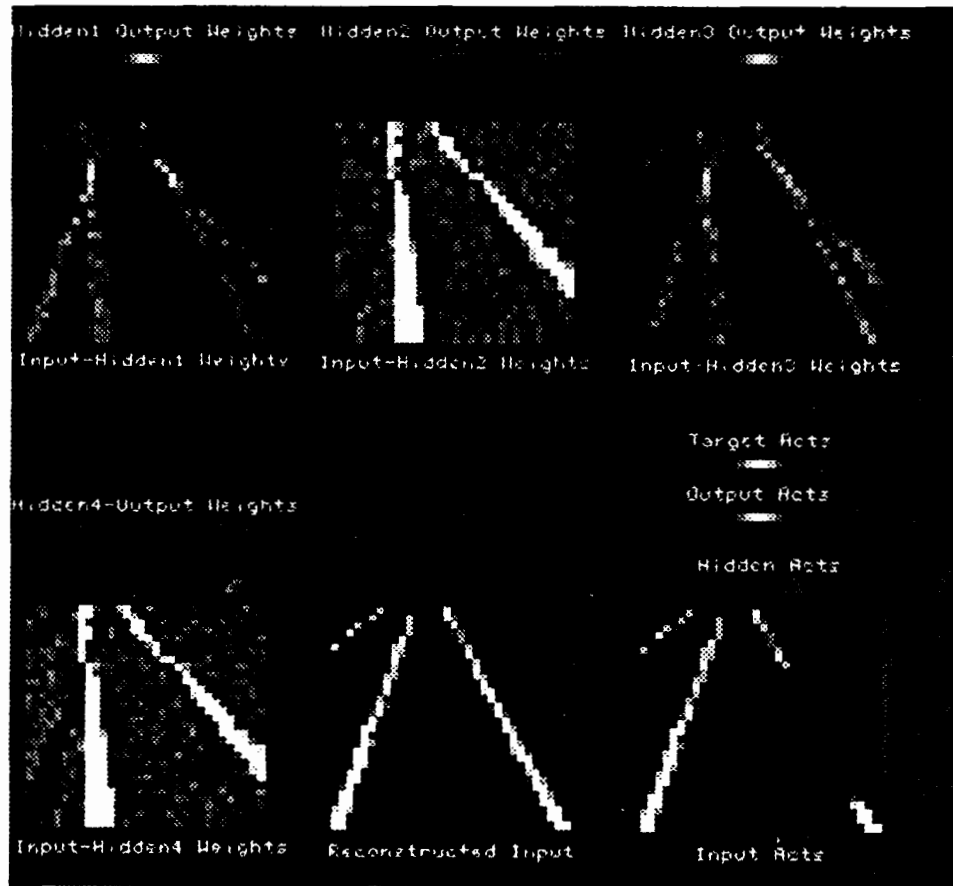 Hidden1 Output Weights
Hidden2 Output Weights
Hidden3 Output Weights
Input-Hidden1 Weights
Input-Hidden2 Weights
Input-Hidden3 Weights
Target Acts
Hidden4-Output Weights
Output Acts
Hidden Acts
Input-Hidden4 Weights
Reconstructed Input
Input Acts